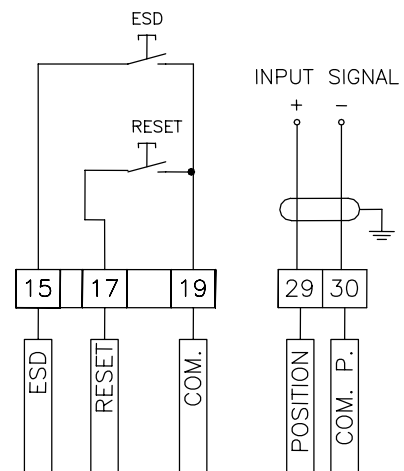 ESD
RESET
INPUT SIGNAL
+ −
15 17 19 29 30
ESD
RESET
COM.
POSITION
COM. P.